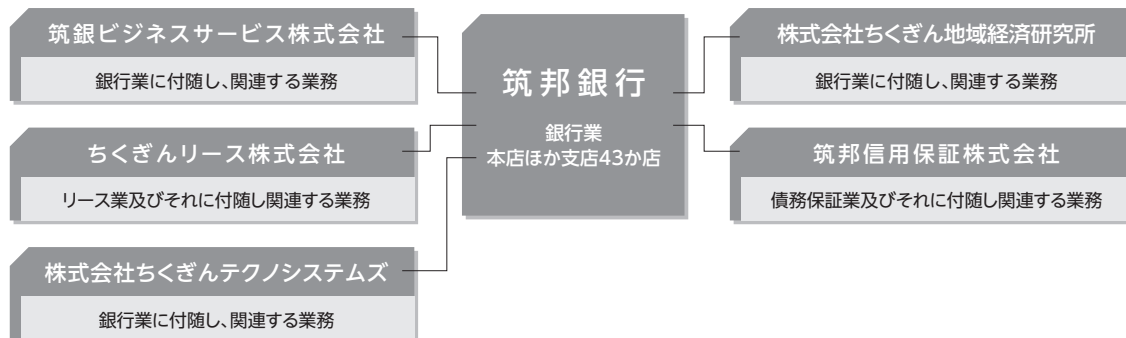 筑銀ビジネスサービス株式会社
銀行業に付随し、関連する業務
ちくぎんリース株式会社
リース業及びそれに付随し関連する業務
株式会社ちくぎんテクノシステムズ
銀行業に付随し、関連する業務
筑邦銀行
銀行業
本店ほか支店43か店
株式会社ちくぎん地域経済研究所
銀行業に付随し、関連する業務
筑邦信用保証株式会社
債務保証業及びそれに付随し関連する業務